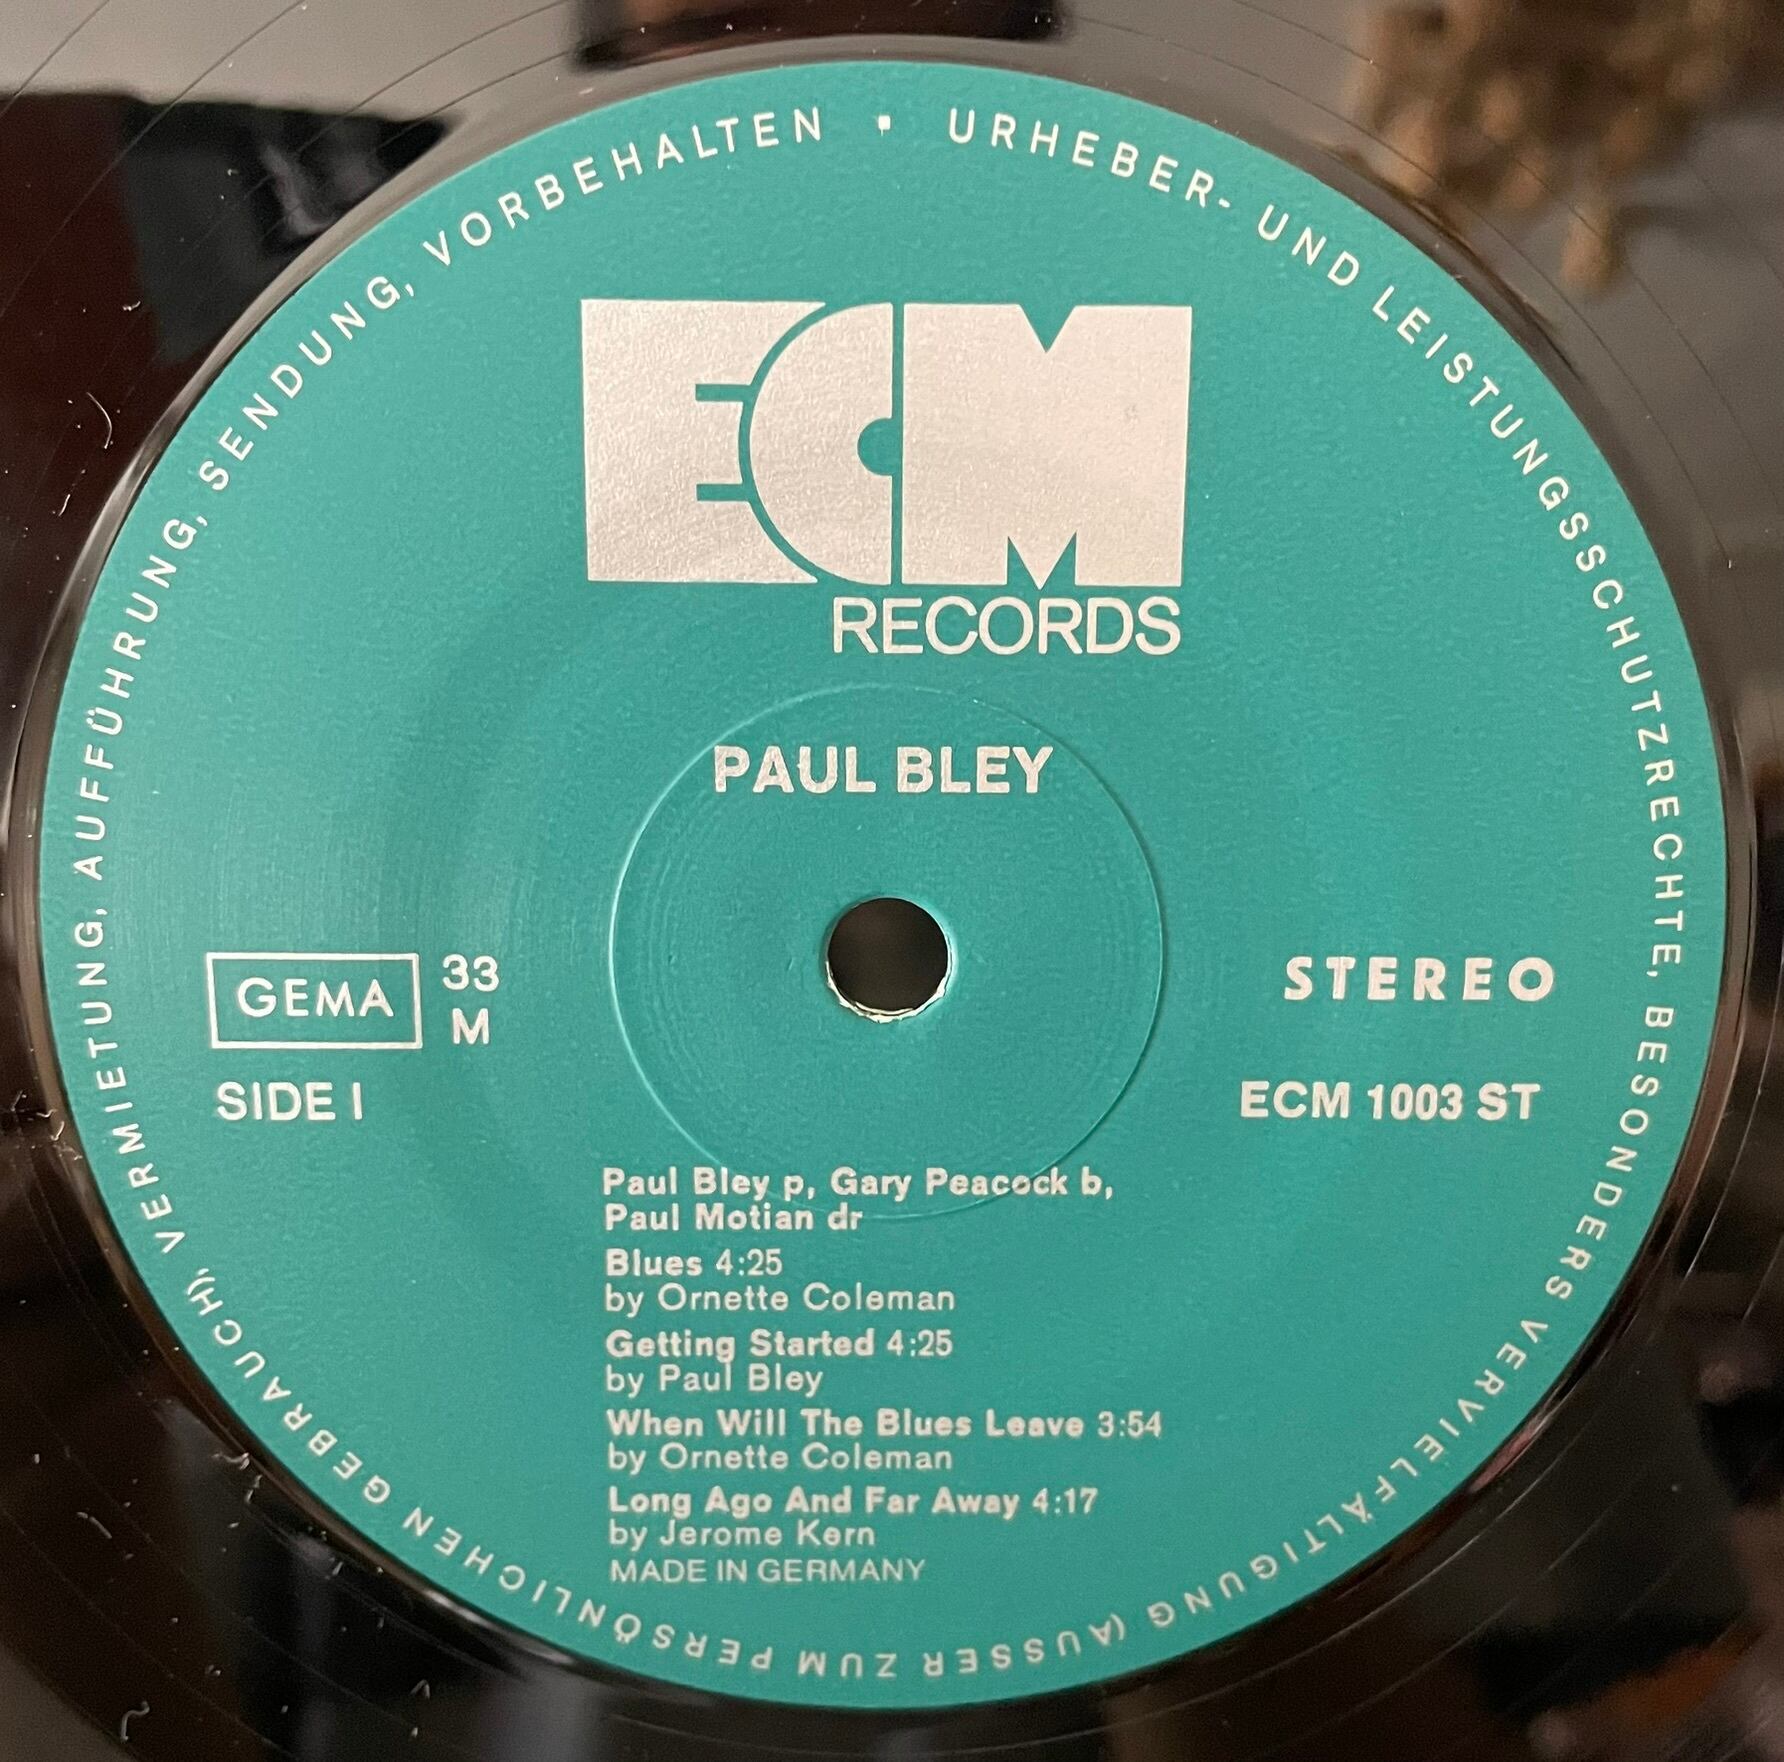 URHEBER- UND LEISTUNGSSCHUTZRECHTE, BESONDERS VERVIELFÄLTIGUNG (AUSSER ZUM PERSÖNLICHEN GEBRAUCH), VERMIETUNG, AUFFÜHRUNG, SENDUNG, VORBEHALTEN ·
ECM
RECORDS
PAUL BLEY
GEMA
33
M
SIDE I
STEREO
ECM 1003 ST
Paul Bley p, Gary Peacock b,
Paul Motian dr
Blues 4:25
by Ornette Coleman
Getting Started 4:25
by Paul Bley
When Will The Blues Leave 3:54
by Ornette Coleman
Long Ago And Far Away 4:17
by Jerome Kern
MADE IN GERMANY